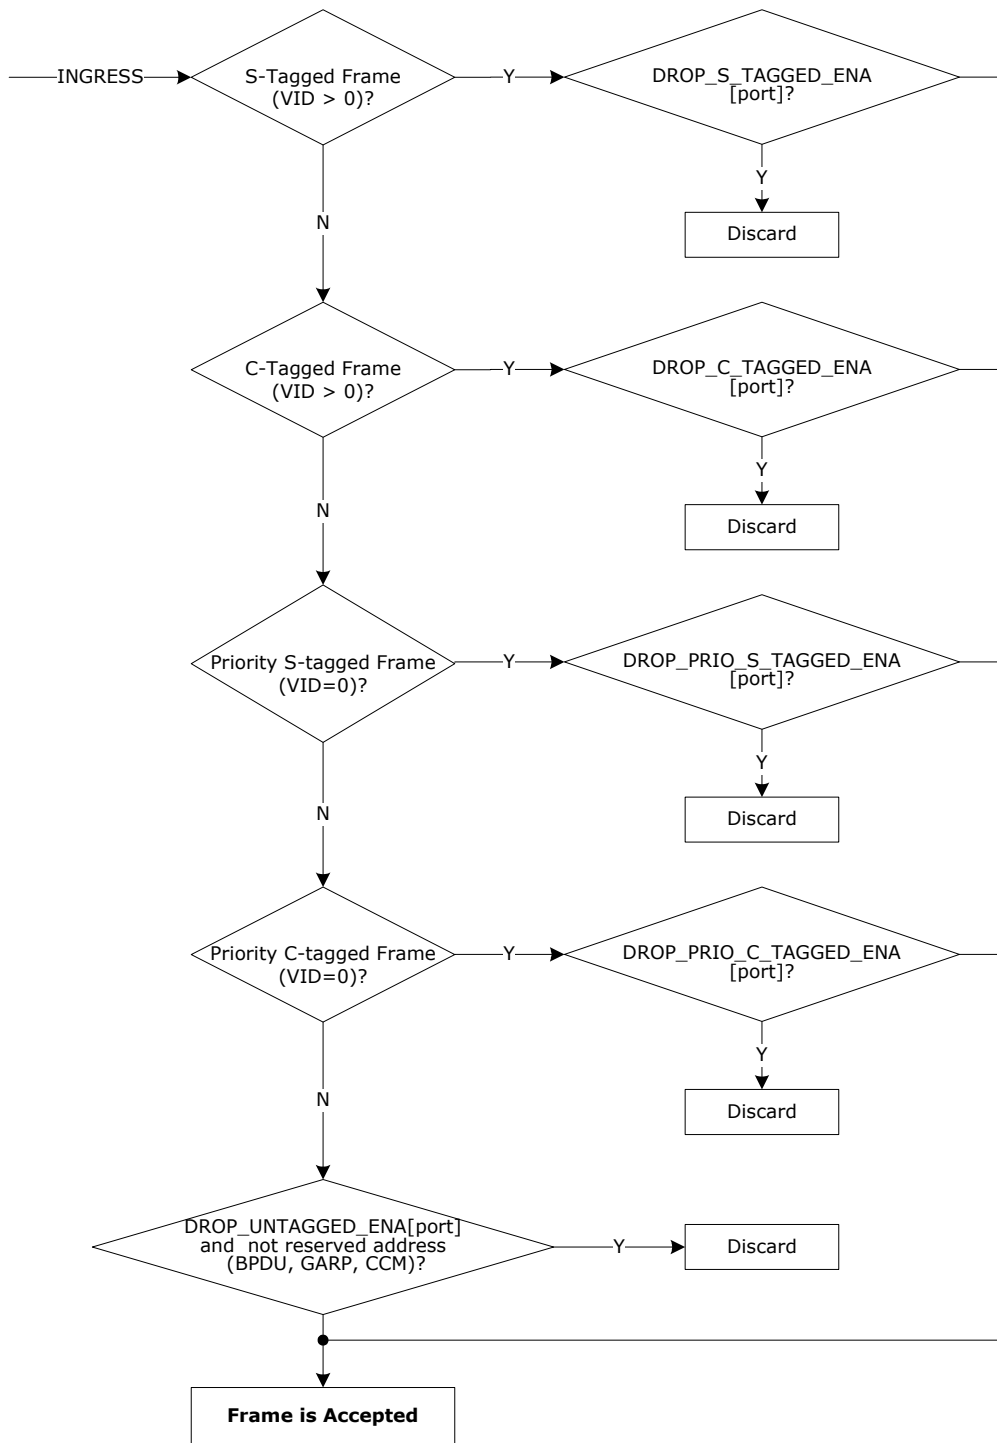 INGRESS
S-Tagged Frame
(VID > 0)?
Y
DROP_S_TAGGED_ENA
[port]?
Y
Discard
N
C-Tagged Frame
(VID > 0)?
Y
DROP_C_TAGGED_ENA
[port]?
Y
Discard
N
Priority S-tagged Frame
(VID=0)?
Y
DROP_PRIO_S_TAGGED_ENA
[port]?
Y
Discard
N
Priority C-tagged Frame
(VID=0)?
Y
DROP_PRIO_C_TAGGED_ENA
[port]?
Y
Discard
N
DROP_UNTAGGED_ENA[port]
and not reserved address
(BPDU, GARP, CCM)?
Y
Discard
Frame is Accepted